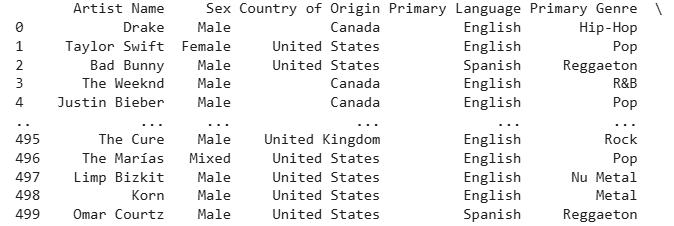 Artist Name Sex Country of Origin Primary Language Primary Genre \
0 Drake Male Canada English Hip-Hop
1 Taylor Swift Female United States English Pop
2 Bad Bunny Male United States Spanish Reggaeton
3 The Weeknd Male Canada English R&B
4 Justin Bieber Male Canada English Pop
.. ... ... ... ... ...
495 The Cure Male United Kingdom English Rock
496 The Marías Mixed United States English Pop
497 Limp Bizkit Male United States English Nu Metal
498 Korn Male United States English Metal
499 Omar Courtz Male United States Spanish Reggaeton